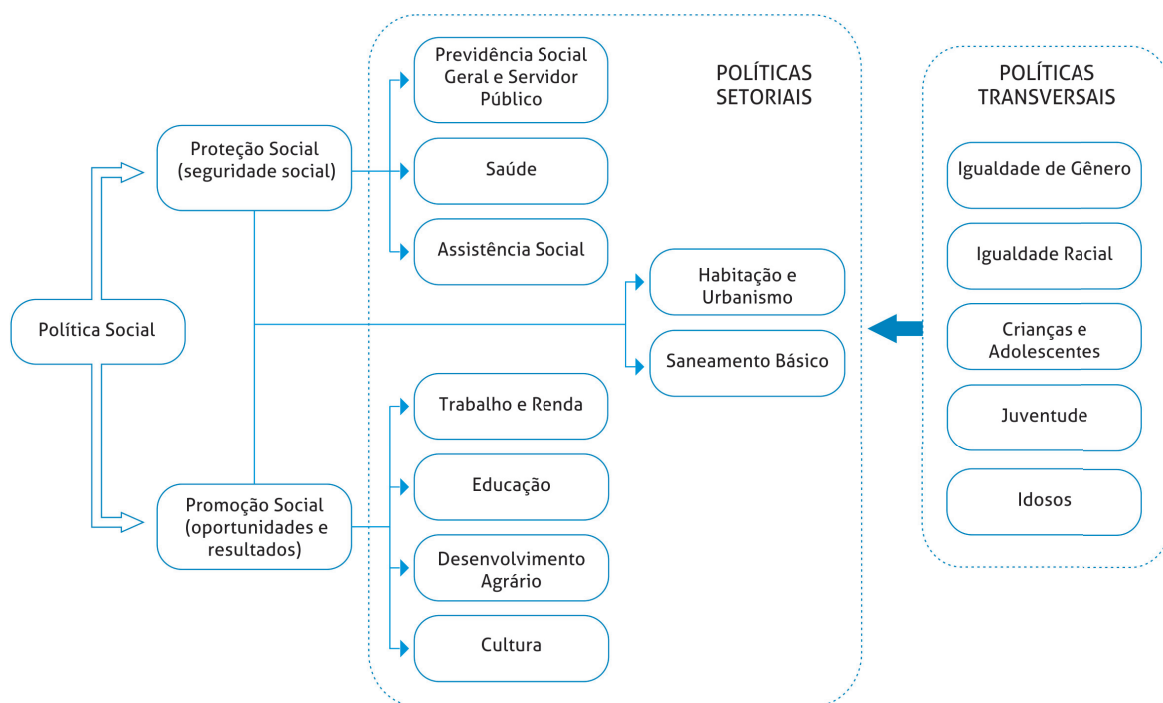 Política Social
Proteção Social
(seguridade social)
Promoção Social
(oportunidades e
resultados)
POLÍTICAS
SETORIAIS
Previdência Social
Geral e Servidor
Público
Saúde
Assistência Social
Habitação e
Urbanismo
Saneamento Básico
Trabalho e Renda
Educação
Desenvolvimento
Agrário
Cultura
POLÍTICAS
TRANSVERSAIS
Igualdade de Gênero
Igualdade Racial
Crianças e
Adolescentes
Juventude
Idosos